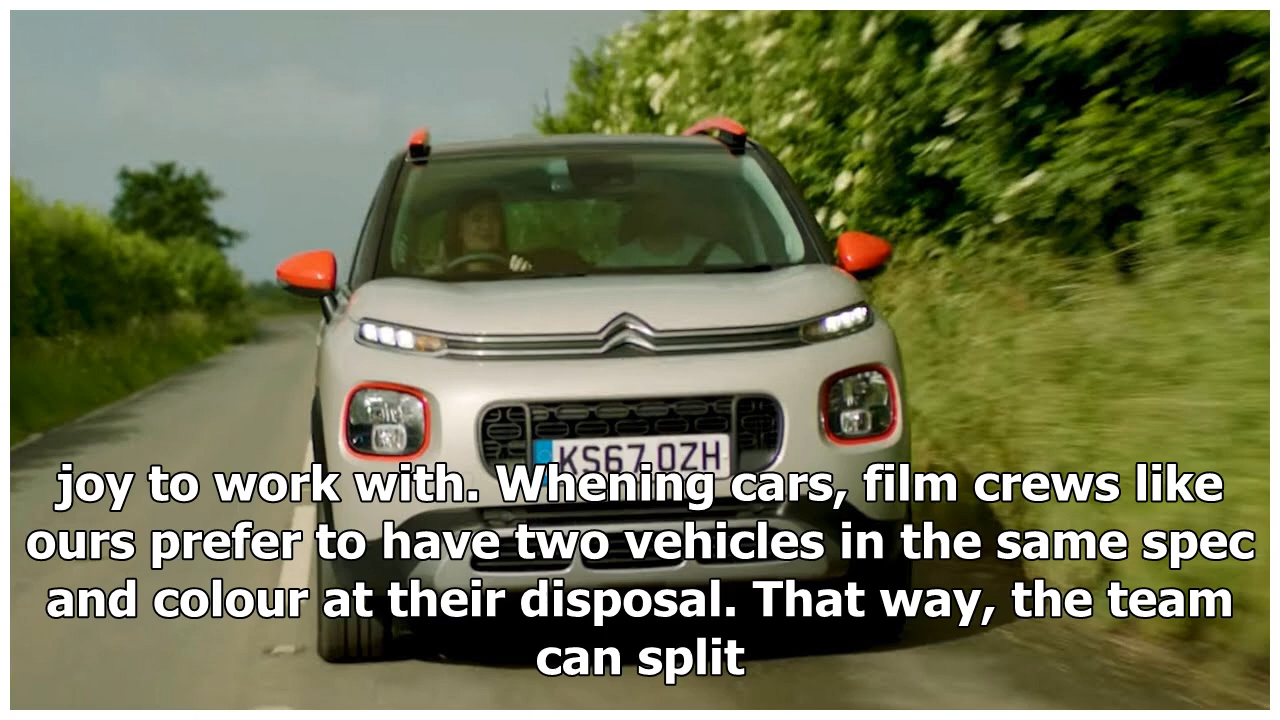 KS67 OZH
joy to work with. Whening cars, film crews like
ours prefer to have two vehicles in the same spec
and colour at their disposal. That way, the team
can split